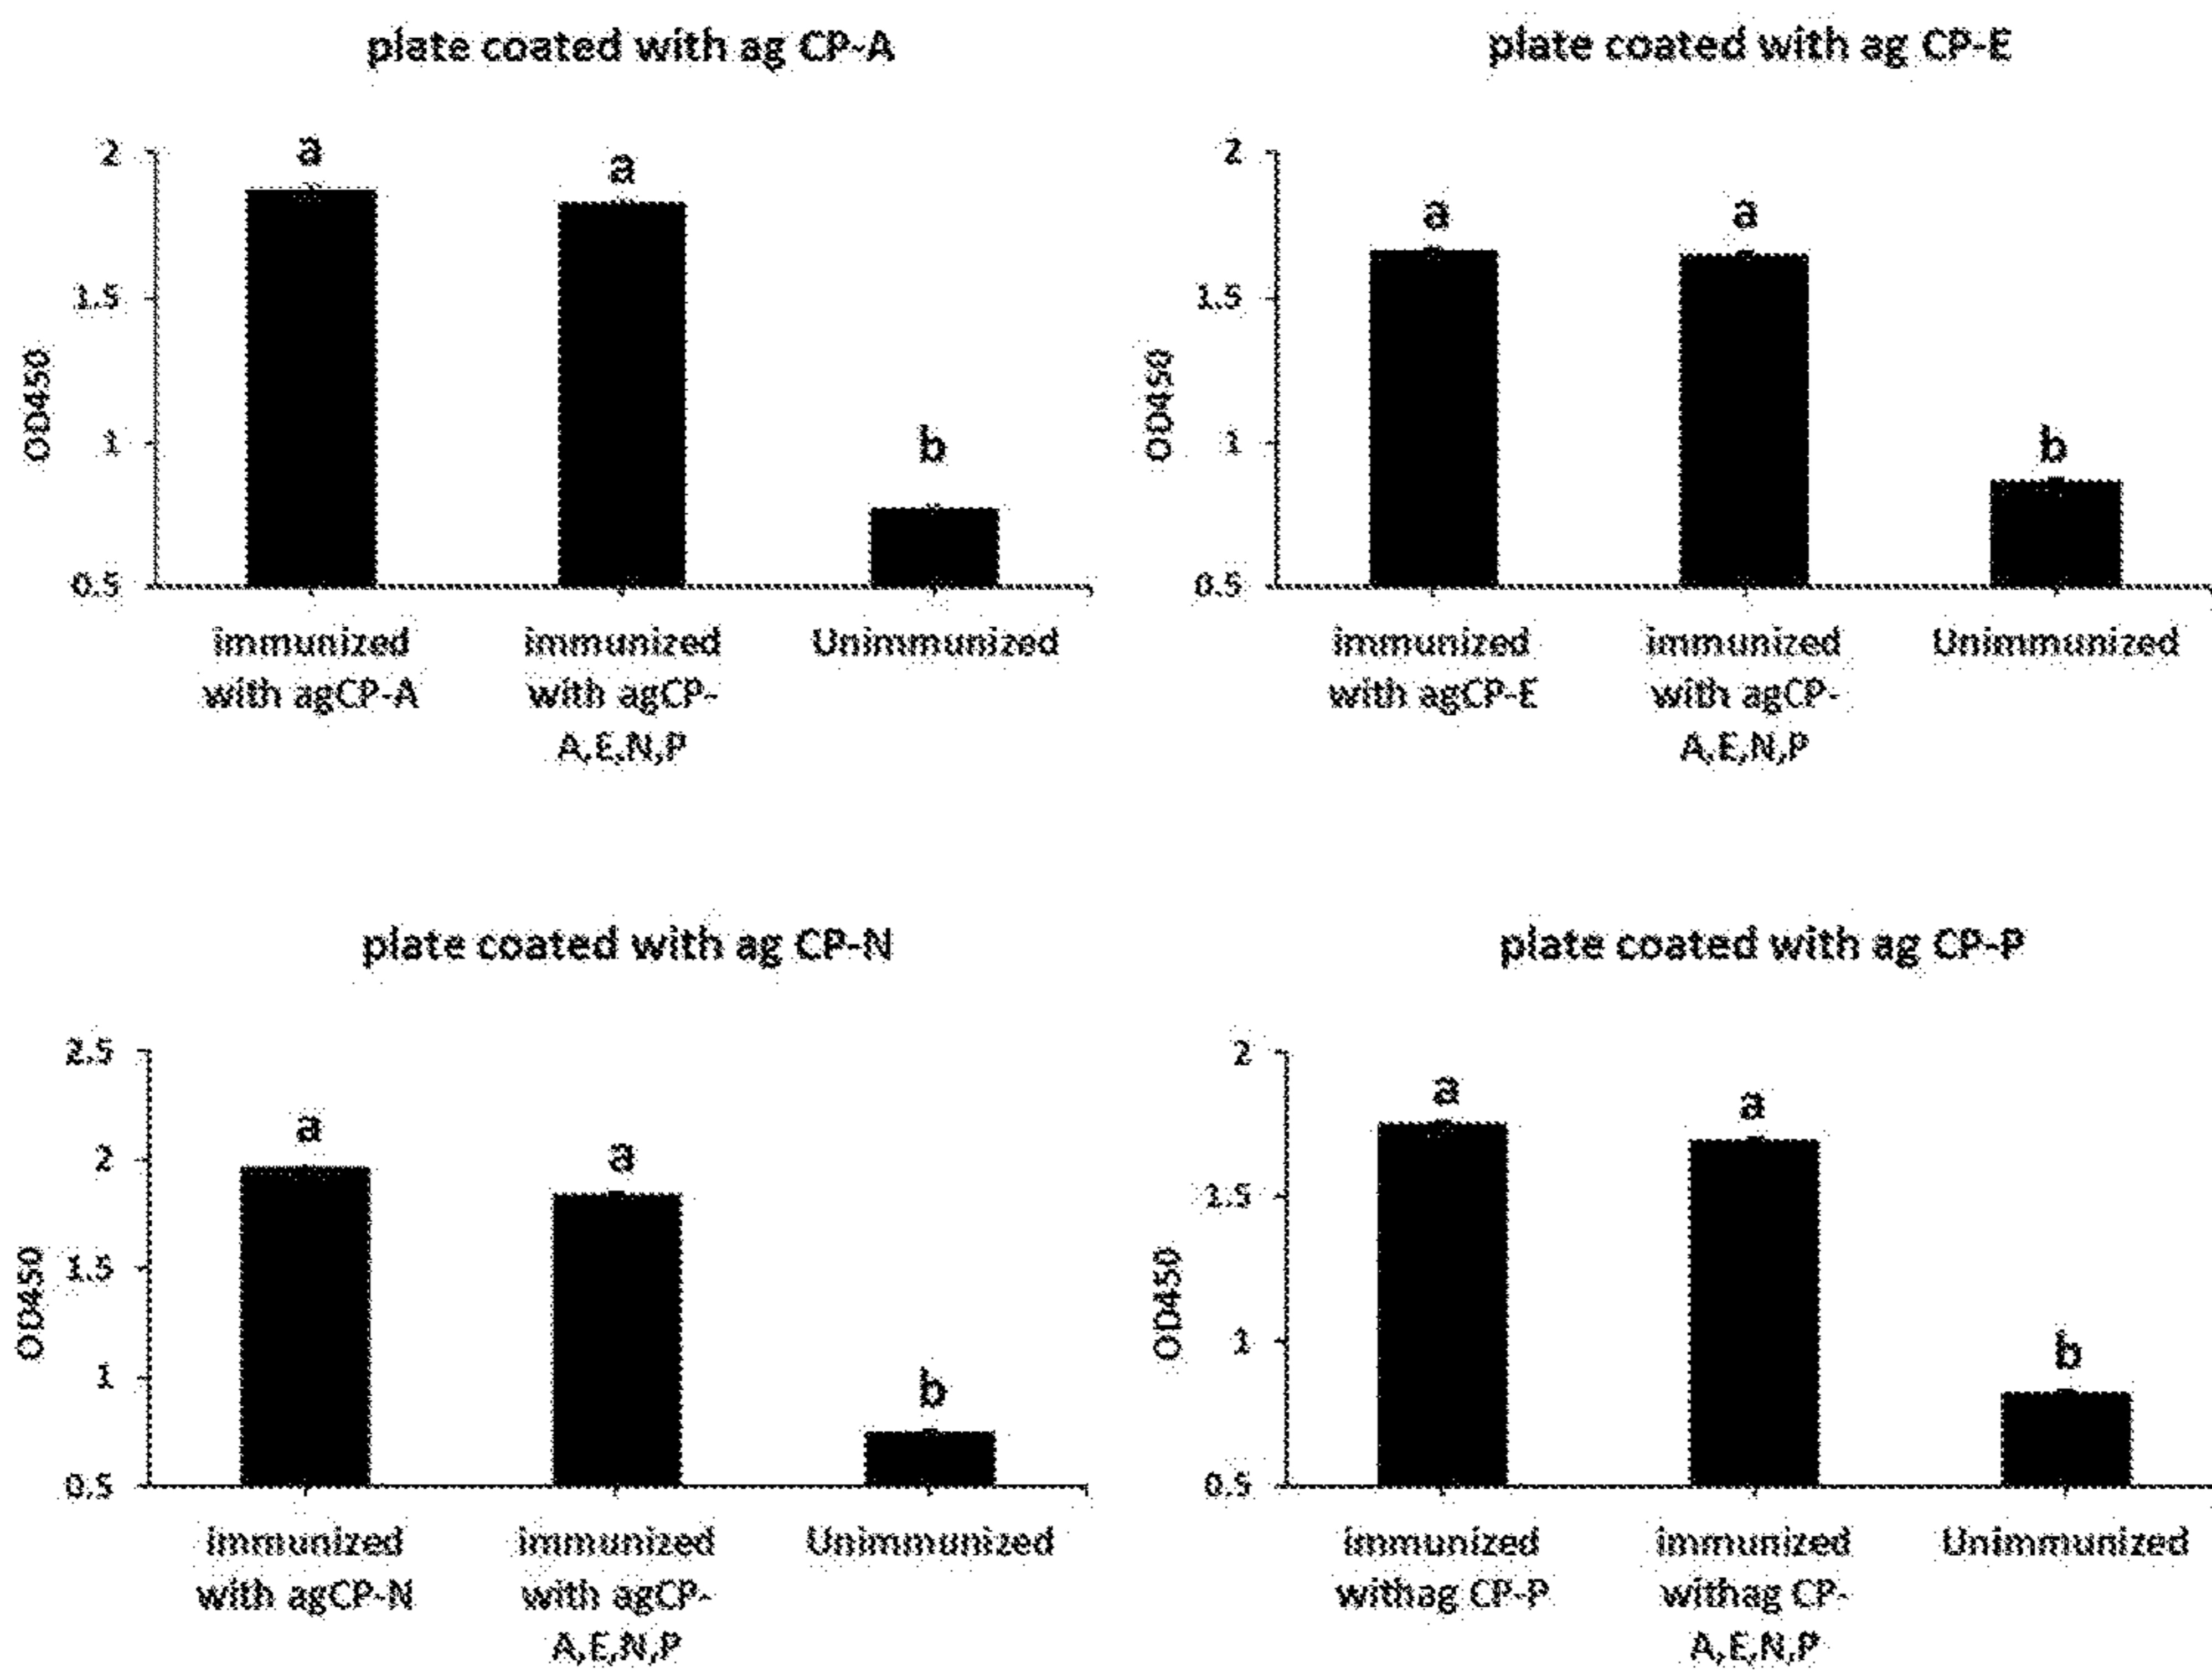 plate coated with ag CP-A
2
1.5
1
0.5
OD450
a
a
b
immunized
with agCP-A
immunized
with agCP-
A,E,N,P
Unimmunized
plate coated with ag CP-E
2
1.5
1
0.5
OD450
a
a
b
immunized
with agCP-E
immunized
with agCP-
A,E,N,P
Unimmunized
plate coated with ag CP-N
2.5
2
1.5
1
0.5
OD450
a
a
b
immunized
with agCP-N
immunized
with agCP-
A,E,N,P
Unimmunized
plate coated with ag CP-P
2
1.5
1
0.5
OD450
a
a
b
immunized
withag CP-P
immunized
withag CP-
A,E,N,P
Unimmunized